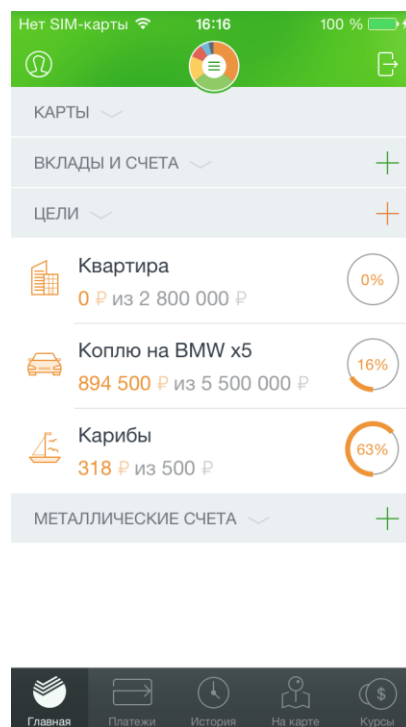 Нет SIM-карты 16:16 100 %
КАРТЫ
ВКЛАДЫ И СЧЕТА
ЦЕЛИ
Квартира
0 ₽ из 2 800 000 ₽
0%
Коплю на BMW x5
894 500 ₽ из 5 500 000 ₽
16%
Карибы
318 ₽ из 500 ₽
63%
МЕТАЛЛИЧЕСКИЕ СЧЕТА
Главная Платежи История На карте Курсы